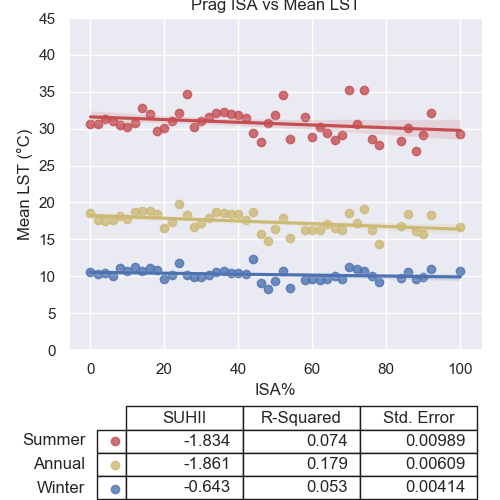 Prag ISA vs Mean LST
45
40
35
30
25
20
15
10
5
0
Mean LST (°C)
0 20 40 60 80 100
ISA%
SUHII R-Squared Std. Error
Summer -1.834 0.074 0.00989
Annual -1.861 0.179 0.00609
Winter -0.643 0.053 0.00414